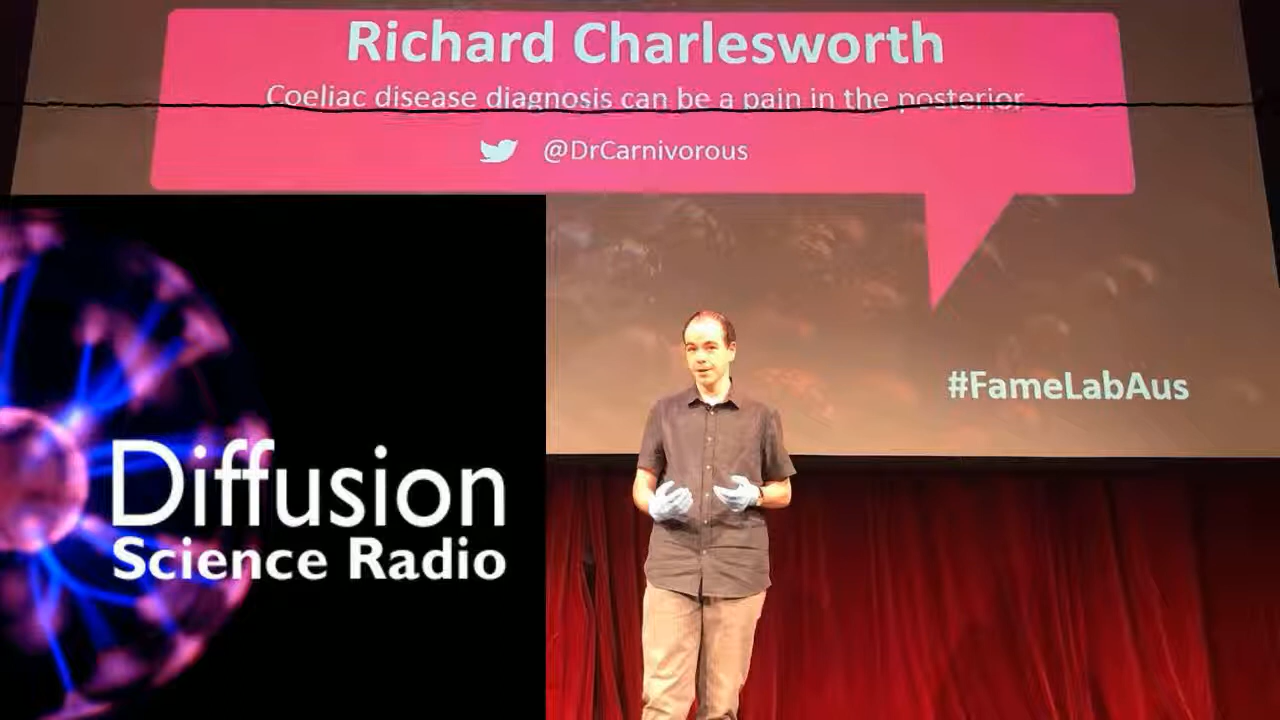 Richard Charlesworth
Coeliac disease diagnosis can be a pain in the posterior
@DrCarnivorous
#FameLabAus
Diffusion
Science Radio